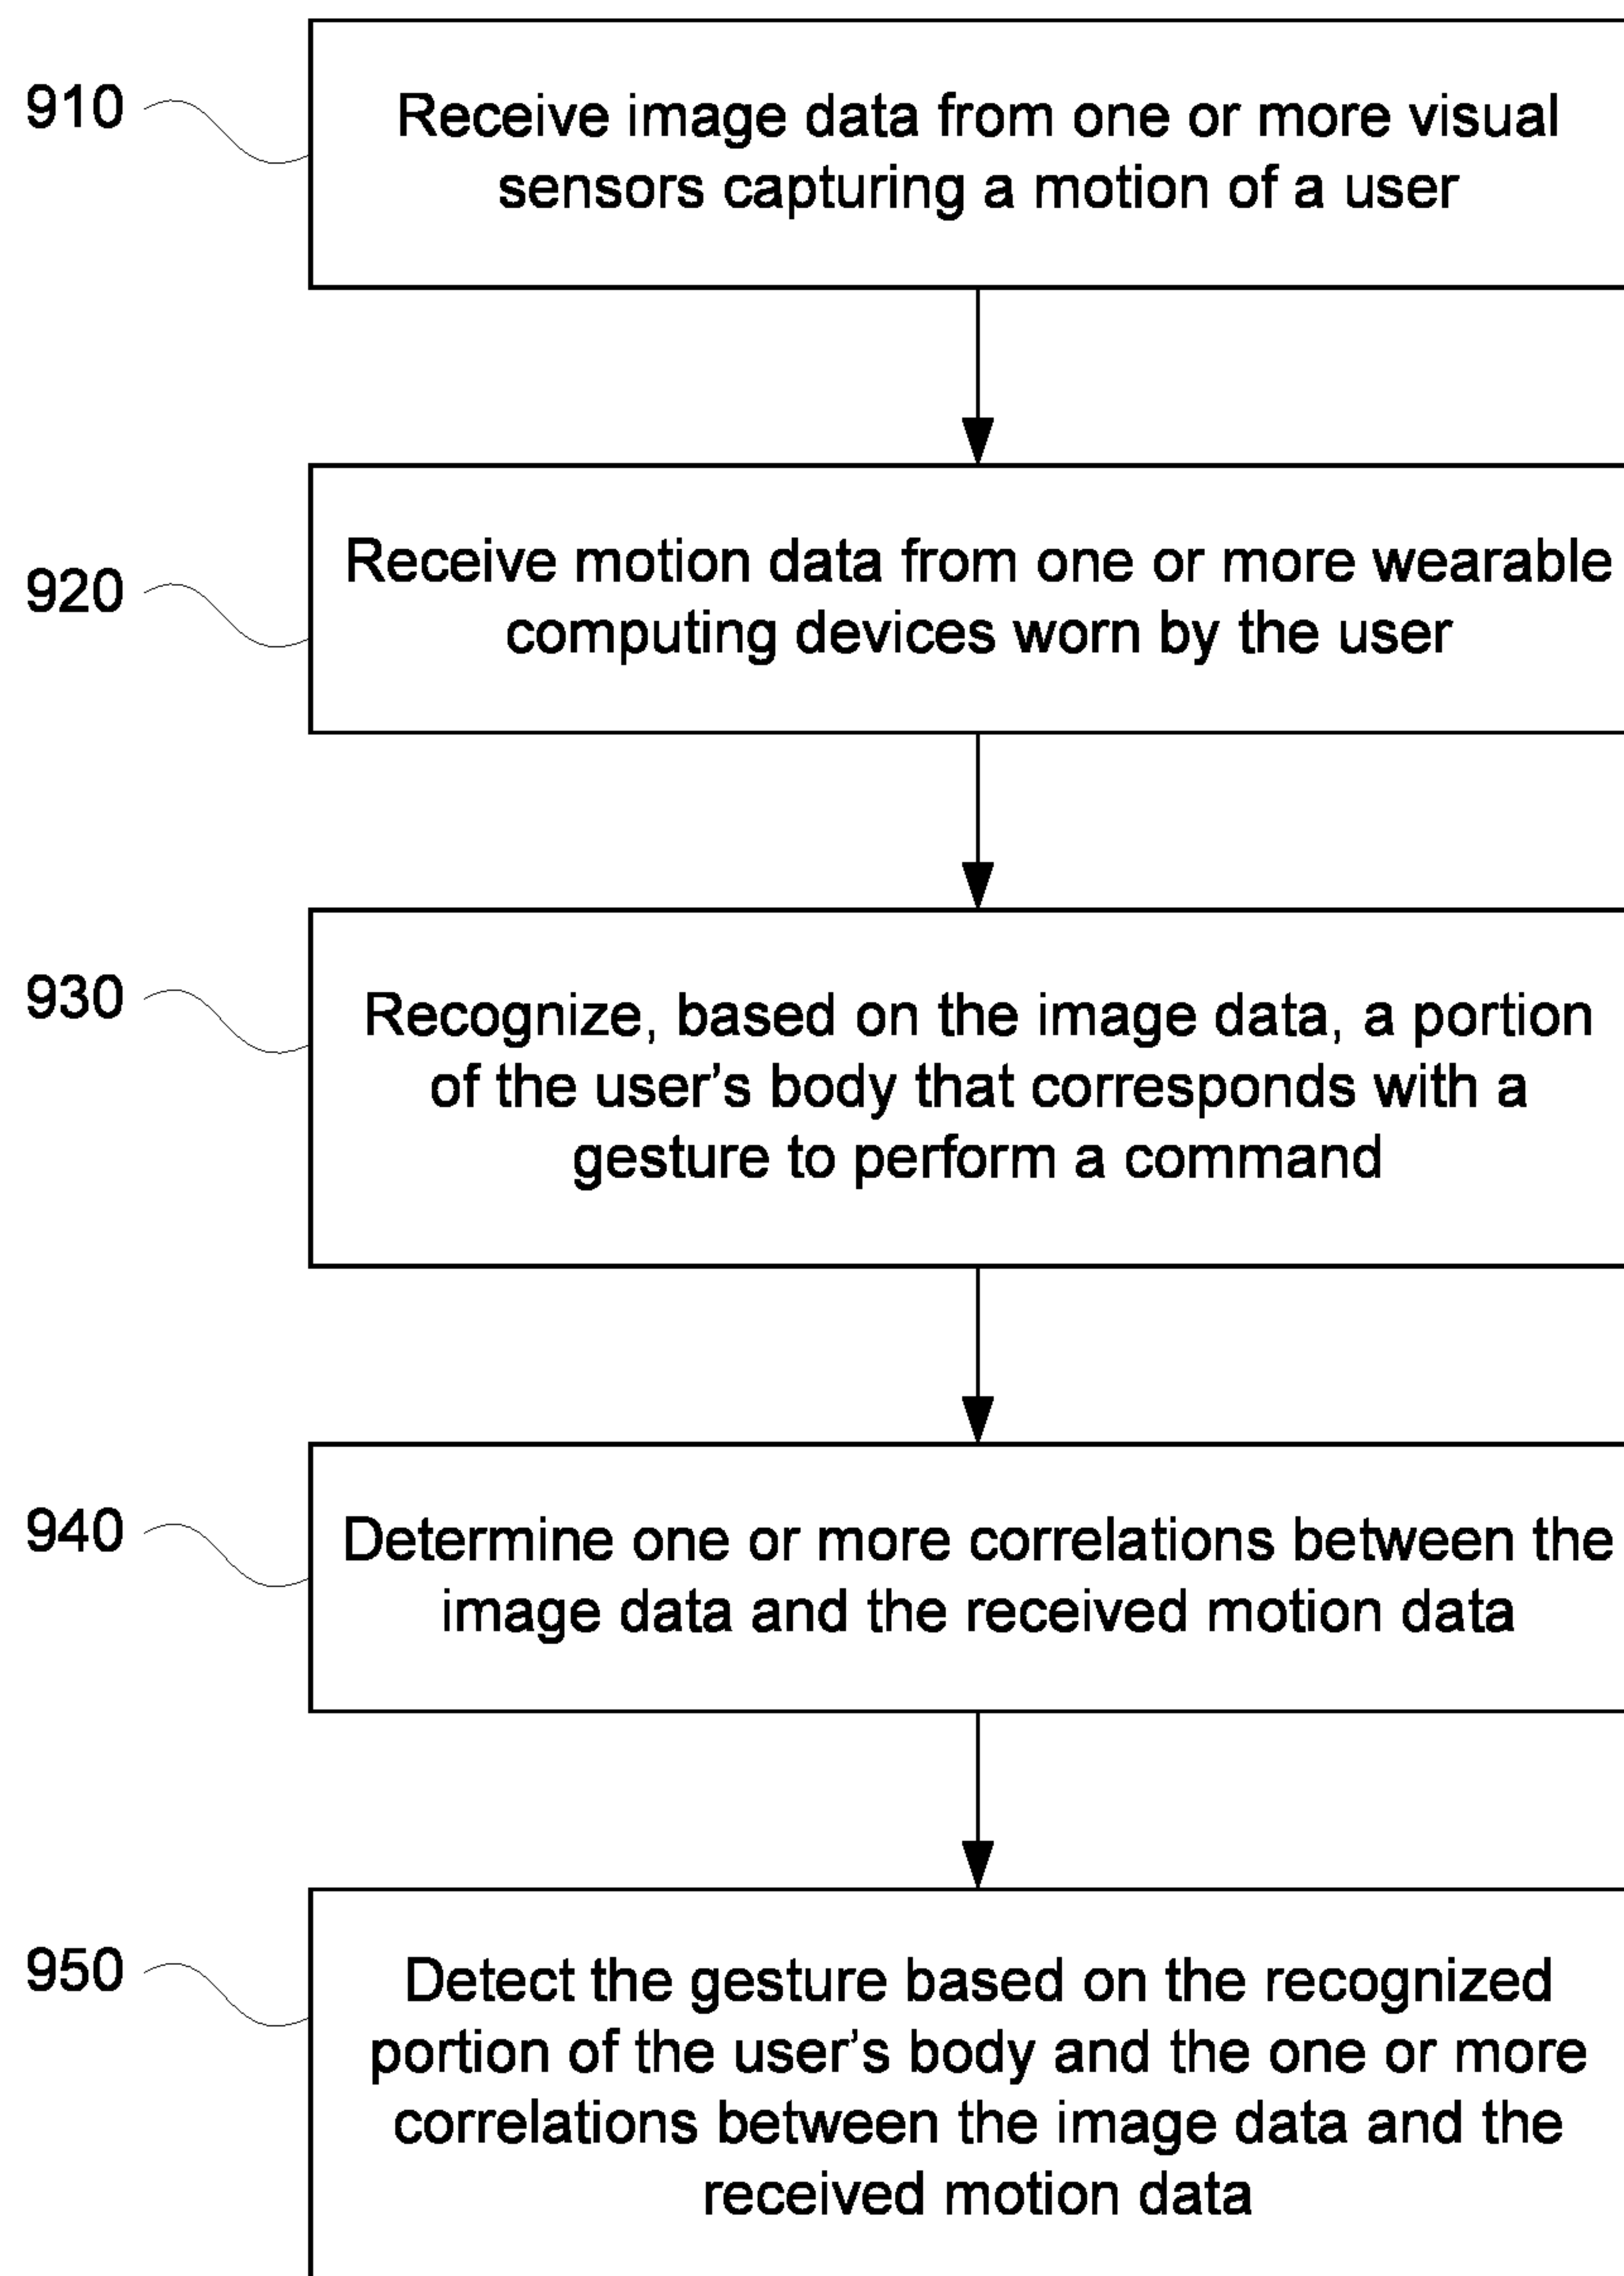 910
Receive image data from one or more visual
sensors capturing a motion of a user
920
Receive motion data from one or more wearable
computing devices worn by the user
930
Recognize, based on the image data, a portion
of the user’s body that corresponds with a
gesture to perform a command
940
Determine one or more correlations between the
image data and the received motion data
950
Detect the gesture based on the recognized
portion of the user’s body and the one or more
correlations between the image data and the
received motion data